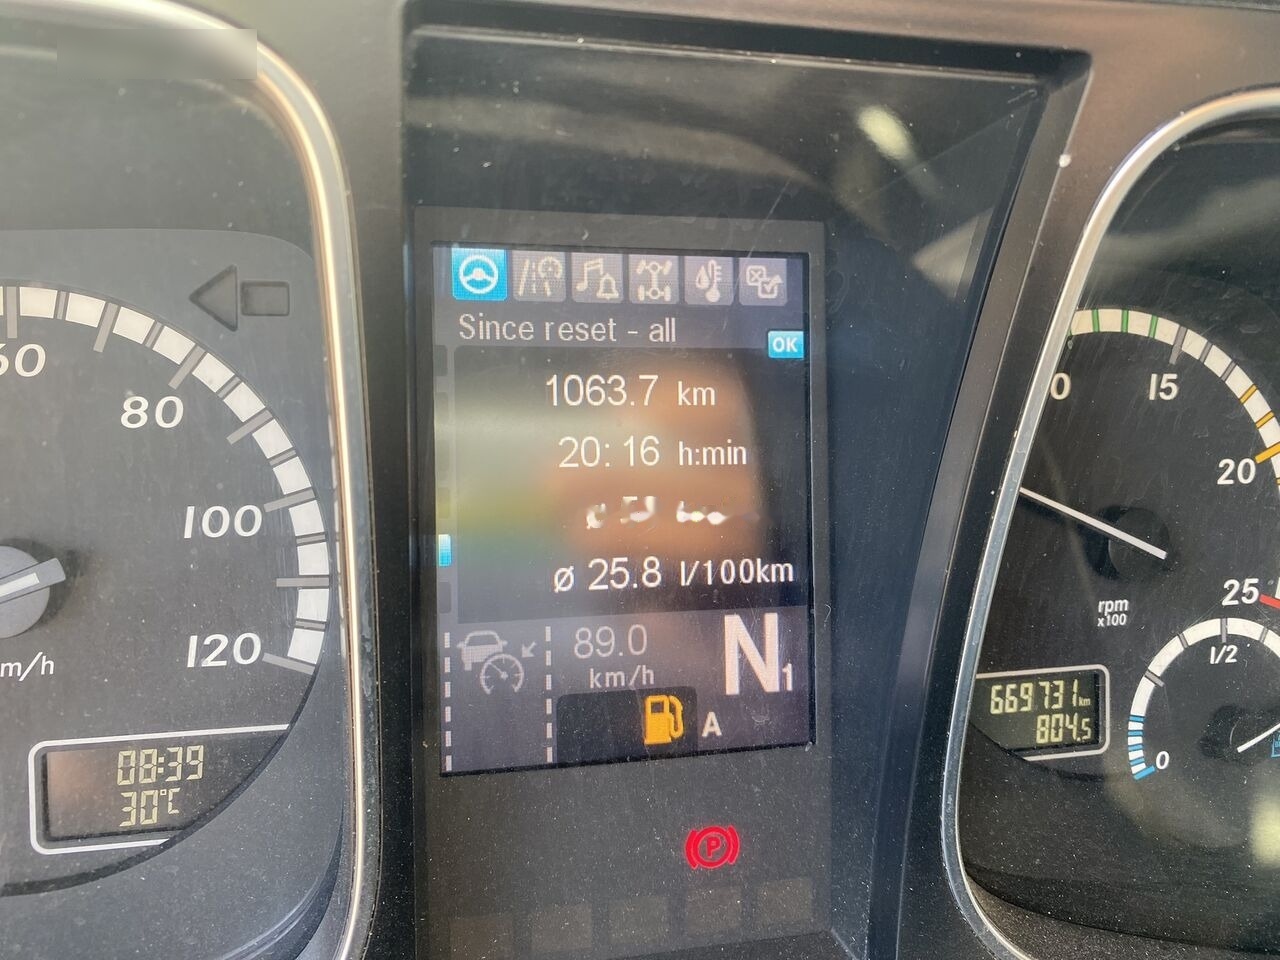 60
80
100
120
km/h
08:39
30°C
Since reset - all
OK
1063.7 km
20:16 h:min
ø 25.8 l/100km
89.0
km/h
N1
A
P
15
20
25
rpm
x100
1/2
0
669731 km
804.5